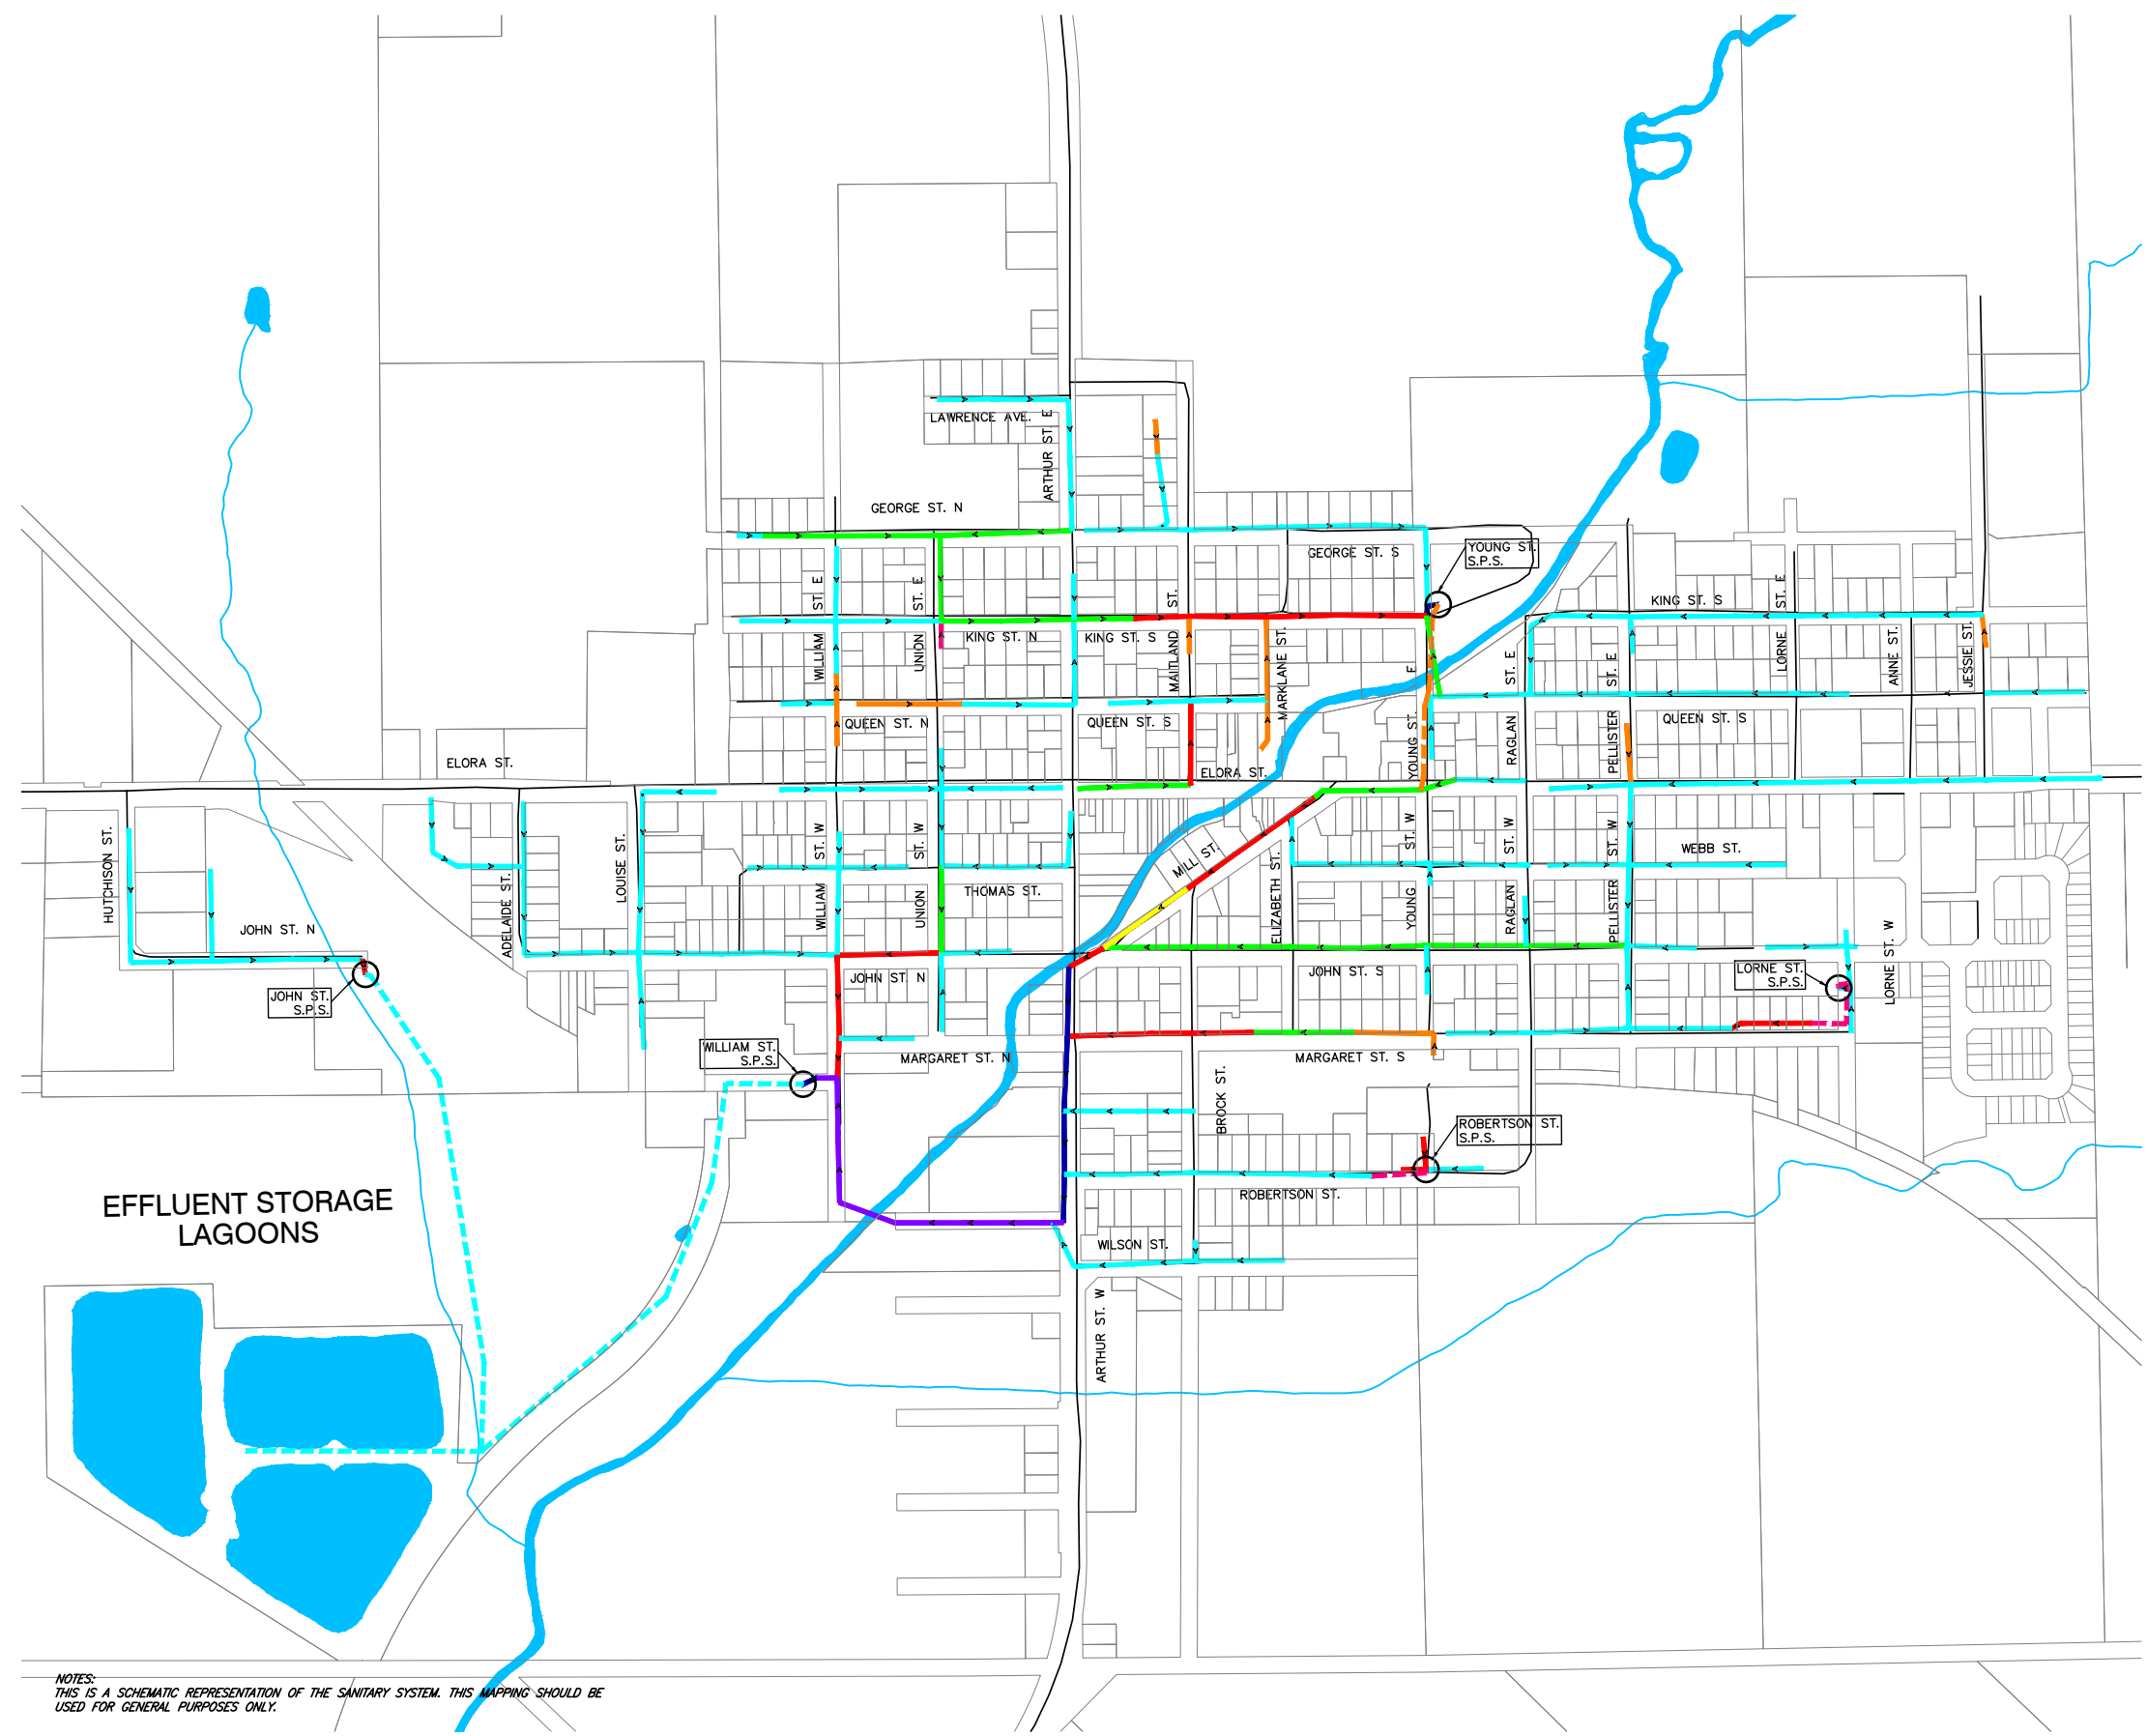 LAWRENCE AVE.
ARTHUR ST. E
GEORGE ST. N
GEORGE ST. S
YOUNG ST.
S.P.S.
WILLIAM ST. E
UNION ST. E
KING ST. N
KING ST. S
MAITLAND ST.
MARKLANE ST.
YOUNG ST. E
RAGLAN ST. E
PELLISTER ST. E
KING ST. S
LORNE ST. E
ANNE ST.
JESSIE ST.
QUEEN ST. N
QUEEN ST. S
QUEEN ST. S
ELORA ST.
ELORA ST.
HUTCHISON ST.
ADELAIDE ST.
LOUISE ST.
WILLIAM ST. W
UNION ST. W
THOMAS ST.
MILL ST.
ELIZABETH ST.
YOUNG ST. W
RAGLAN ST. W
PELLISTER ST. W
WEBB ST.
LORNE ST. W
JOHN ST. N
JOHN ST. N
JOHN ST. S
JOHN ST.
S.P.S.
LORNE ST.
S.P.S.
WILLIAM ST.
S.P.S.
MARGARET ST. N
MARGARET ST. S
BROCK ST.
ROBERTSON ST.
S.P.S.
ROBERTSON ST.
WILSON ST.
ARTHUR ST. W
EFFLUENT STORAGE
LAGOONS
NOTES:
THIS IS A SCHEMATIC REPRESENTATION OF THE SANITARY SYSTEM. THIS MAPPING SHOULD BE
USED FOR GENERAL PURPOSES ONLY.